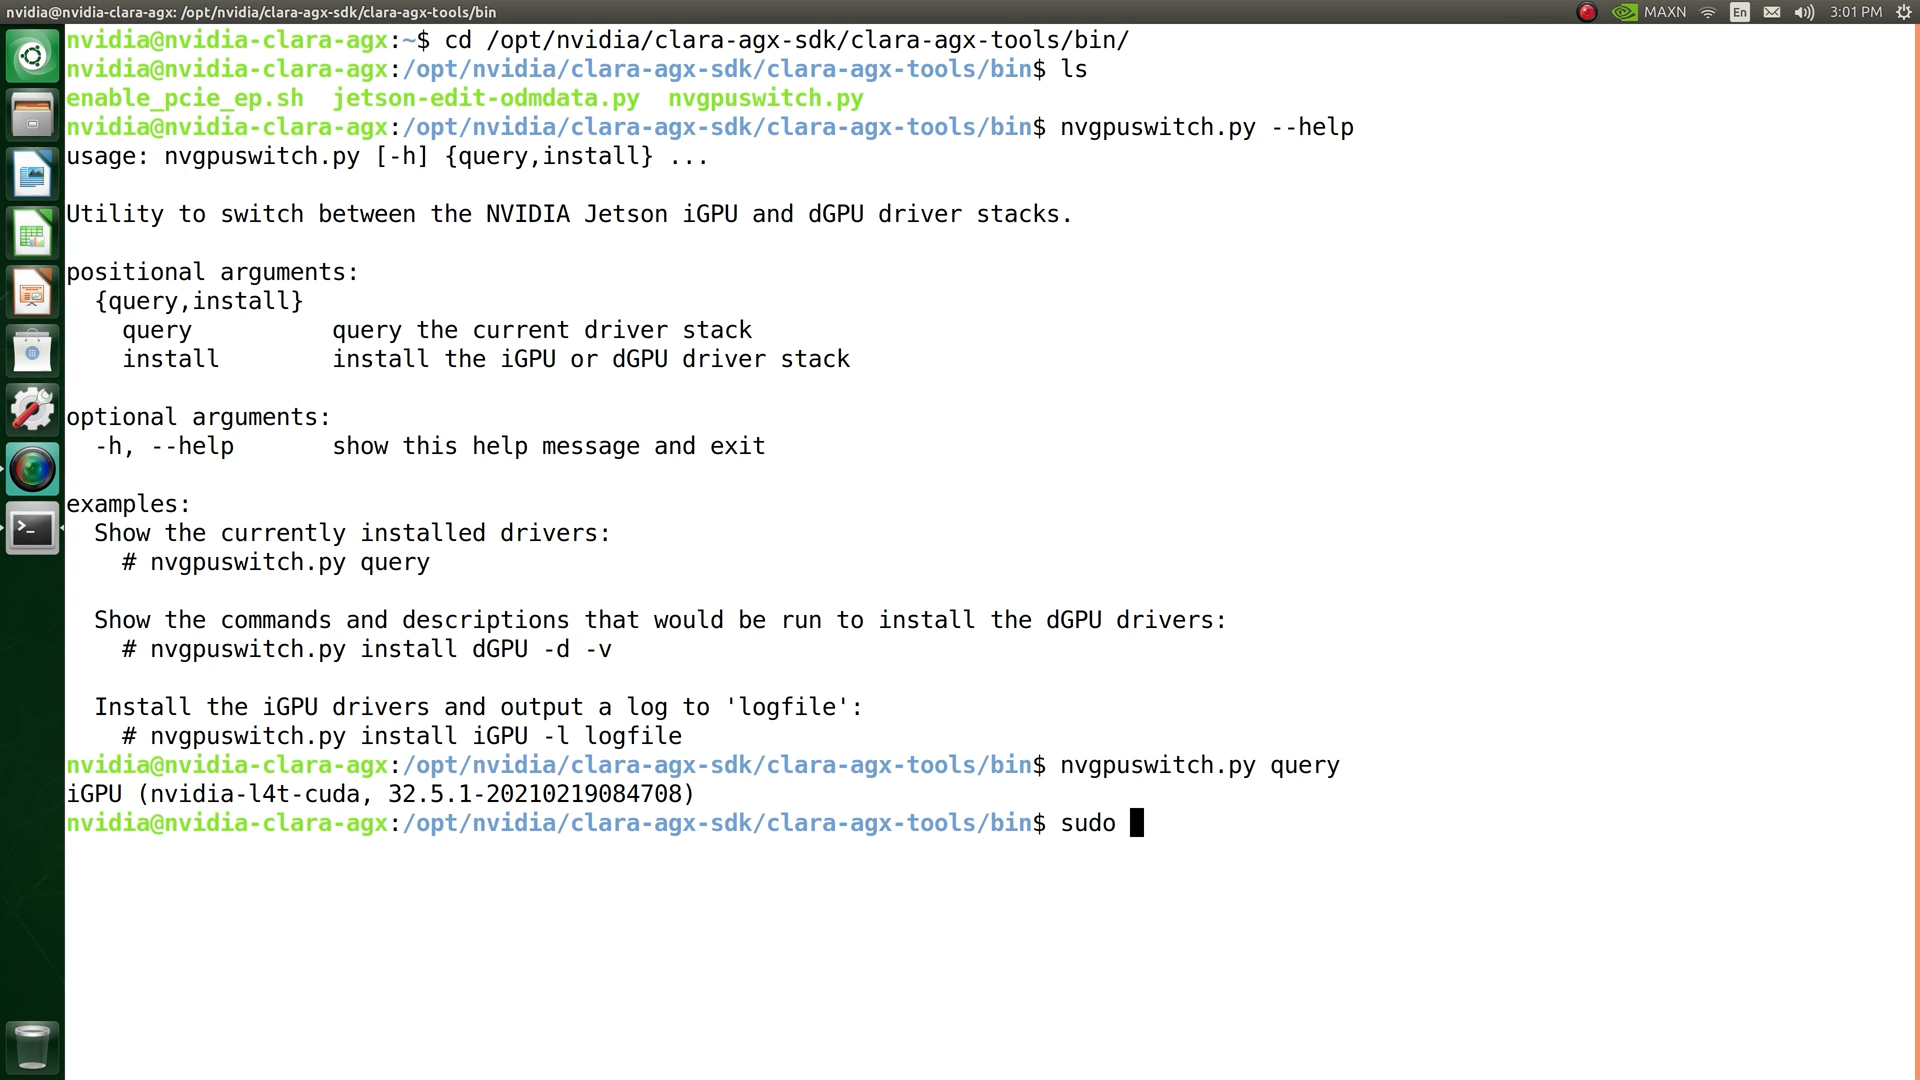 nvidia@nvidia-clara-agx: /opt/nvidia/clara-agx-sdk/clara-agx-tools/bin MAXN En 3:01 PM
nvidia@nvidia-clara-agx:~$ cd /opt/nvidia/clara-agx-sdk/clara-agx-tools/bin/
nvidia@nvidia-clara-agx:/opt/nvidia/clara-agx-sdk/clara-agx-tools/bin$ ls
enable_pcie_ep.sh  jetson-edit-odmdata.py  nvgpuswitch.py
nvidia@nvidia-clara-agx:/opt/nvidia/clara-agx-sdk/clara-agx-tools/bin$ nvgpuswitch.py --help
usage: nvgpuswitch.py [-h] {query,install} ...
Utility to switch between the NVIDIA Jetson iGPU and dGPU driver stacks.
positional arguments:
  {query,install}
    query          query the current driver stack
    install        install the iGPU or dGPU driver stack
optional arguments:
  -h, --help       show this help message and exit
examples:
  Show the currently installed drivers:
    # nvgpuswitch.py query
  Show the commands and descriptions that would be run to install the dGPU drivers:
    # nvgpuswitch.py install dGPU -d -v
  Install the iGPU drivers and output a log to 'logfile':
    # nvgpuswitch.py install iGPU -l logfile
nvidia@nvidia-clara-agx:/opt/nvidia/clara-agx-sdk/clara-agx-tools/bin$ nvgpuswitch.py query
iGPU (nvidia-l4t-cuda, 32.5.1-20210219084708)
nvidia@nvidia-clara-agx:/opt/nvidia/clara-agx-sdk/clara-agx-tools/bin$ sudo